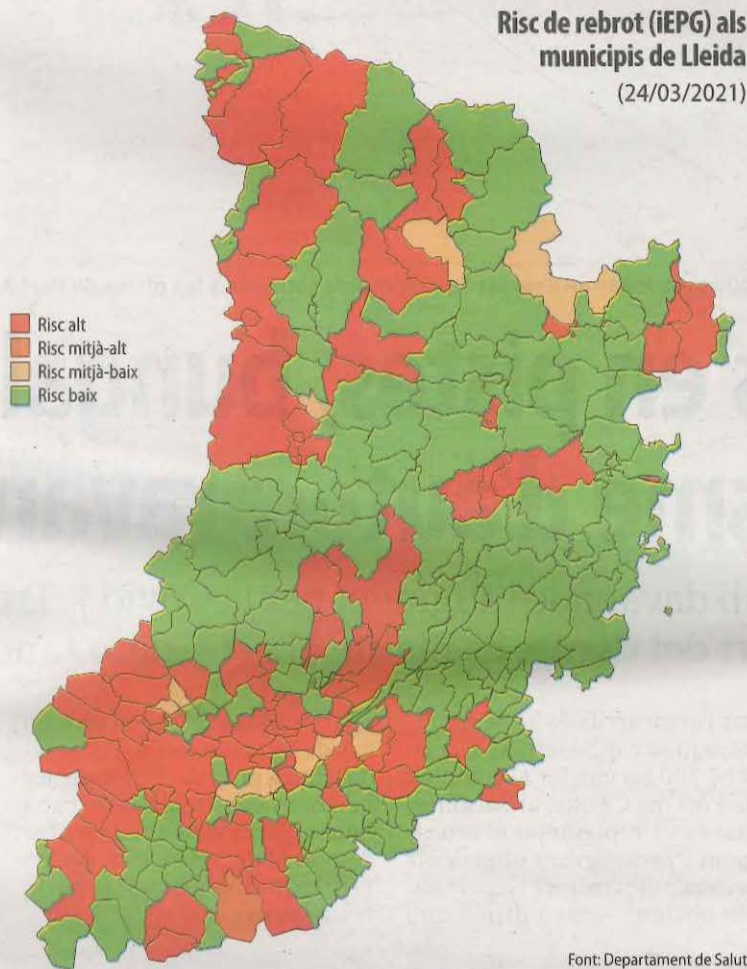 Risc de rebrot (iEPG) als
municipis de Lleida
(24/03/2021)
Risc alt
Risc mitjà-alt
Risc mitjà-baix
Risc baix
Font: Departament de Salut